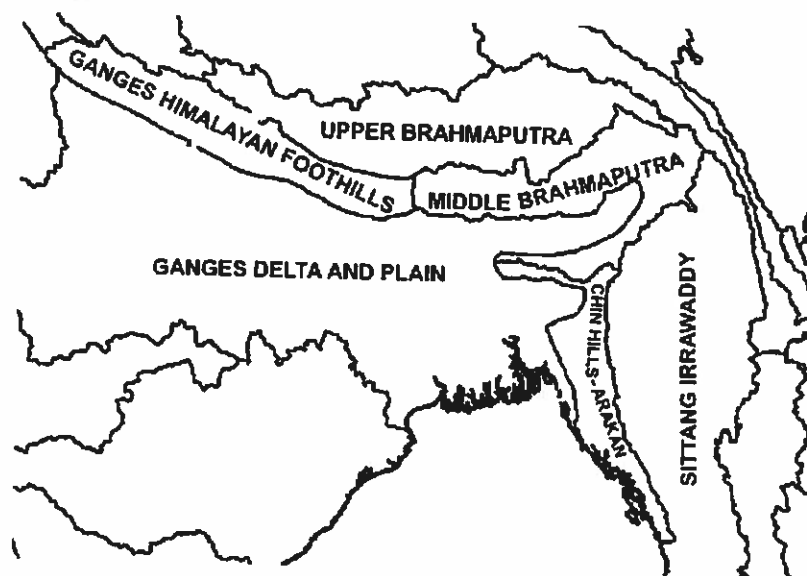 GANGES HIMALAYAN FOOTHILLS
UPPER BRAHMAPUTRA
MIDDLE BRAHMAPUTRA
GANGES DELTA AND PLAIN
CHIN HILLS-ARAKAN
SITTANG IRRAWADDY